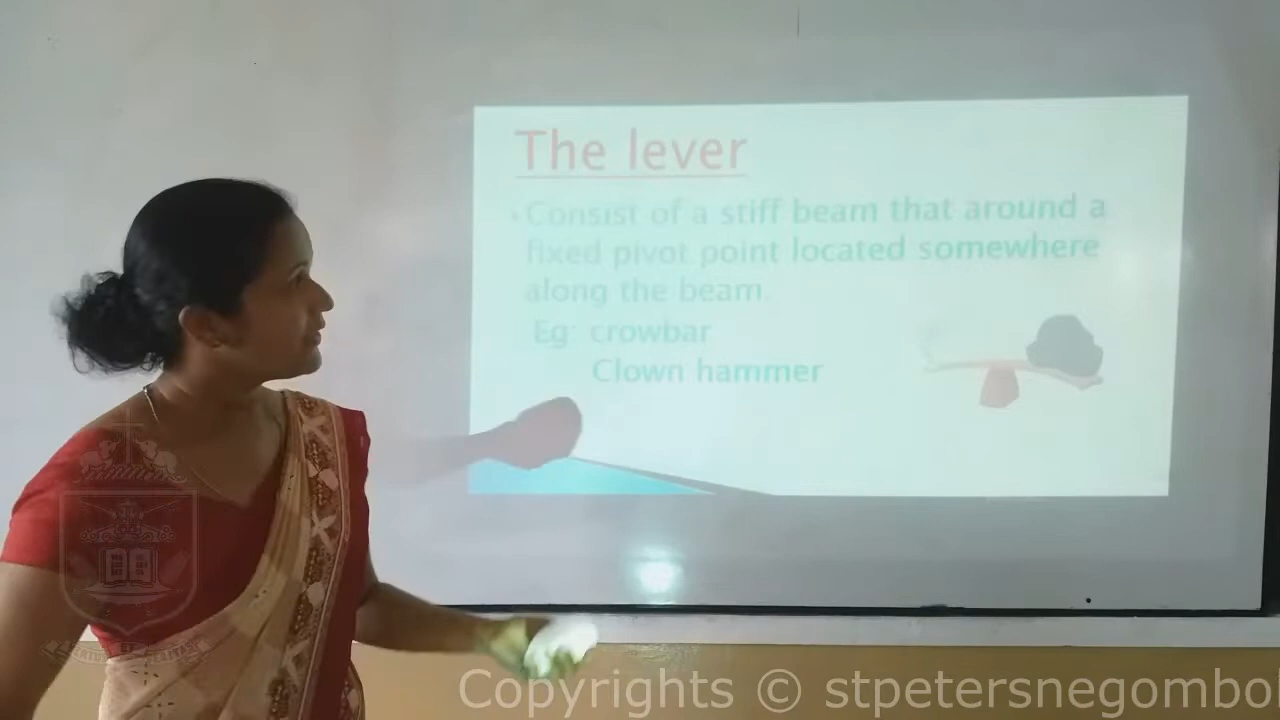 The lever
Consist of a stiff beam that around a
fixed pivot point located somewhere
along the beam.
Eg: crowbar
Clown hammer
Copyrights © stpetersnegombo